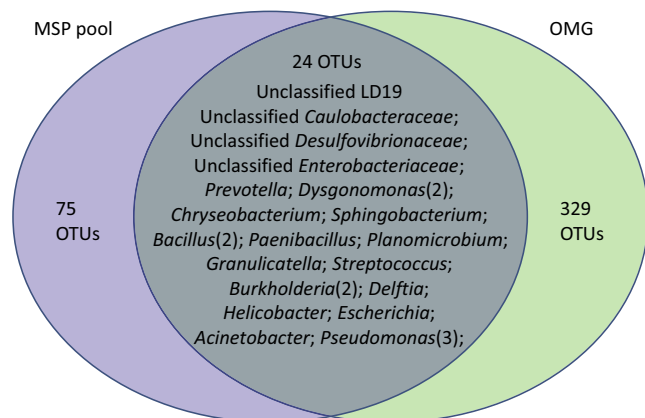 MSP pool
OMG
24 OTUs
Unclassified LD19
Unclassified Caulobacteraceae;
Unclassified Desulfovibrionaceae;
Unclassified Enterobacteriaceae;
Prevotella; Dysgonomonas(2);
Chryseobacterium; Sphingobacterium;
Bacillus(2); Paenibacillus; Planomicrobium;
Granulicatella; Streptococcus;
Burkholderia(2); Delftia;
Helicobacter; Escherichia;
Acinetobacter; Pseudomonas(3);
75
OTUs
329
OTUs